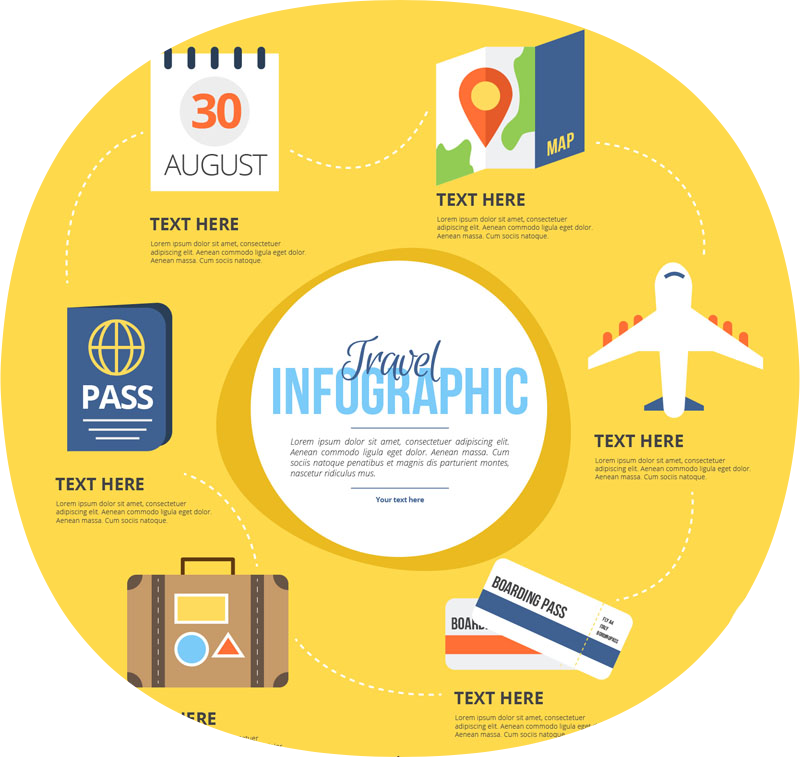 30
AUGUST
TEXT HERE
Lorem ipsum dolor sit amet, consectetuer
adipiscing elit. Aenean commodo ligula eget dolor.
Aenean massa. Cum sociis natoque.
MAP
TEXT HERE
Lorem ipsum dolor sit amet, consectetuer
adipiscing elit. Aenean commodo ligula eget dolor.
Aenean massa. Cum sociis natoque.
PASS
TEXT HERE
Lorem ipsum dolor sit amet, consectetuer
adipiscing elit. Aenean commodo ligula eget dolor.
Aenean massa. Cum sociis natoque.
Travel
INFOGRAPHIC
Lorem ipsum dolor sit amet, consectetuer adipiscing elit.
Aenean commodo ligula eget dolor. Aenean massa. Cum
sociis natoque penatibus et magnis dis parturient montes,
nascetur ridiculus mus.
Your text here
TEXT HERE
Lorem ipsum dolor sit amet, consectetuer
adipiscing elit. Aenean commodo ligula eget dolor.
Aenean massa. Cum sociis natoque.
HERE
BOARDING PASS
BOARD
TEXT HERE
Lorem ipsum dolor sit amet, consectetuer
adipiscing elit. Aenean commodo ligula eget
Aenean massa. Cum sociis natoque.